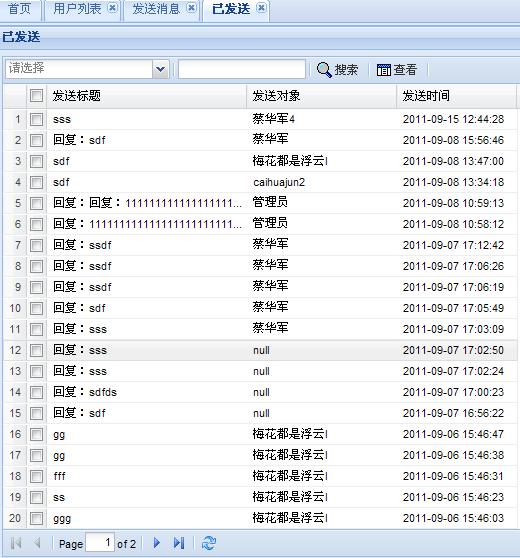 首页 用户列表 发送消息 已发送
已发送
请选择 搜索 查看
发送标题 发送对象 发送时间
1 sss 蔡华军4 2011-09-15 12:44:28
2 回复：sdf 蔡华军 2011-09-08 15:56:46
3 sdf 梅花都是浮云| 2011-09-08 13:47:00
4 sdf caihuajun2 2011-09-08 13:34:18
5 回复：回复：111111111111111111... 管理员 2011-09-08 10:59:13
6 回复：1111111111111111111111111... 管理员 2011-09-08 10:58:12
7 回复：ssdf 蔡华军 2011-09-07 17:12:42
8 回复：ssdf 蔡华军 2011-09-07 17:06:26
9 回复：ssdf 蔡华军 2011-09-07 17:06:19
10 回复：sdf 蔡华军 2011-09-07 17:05:49
11 回复：sss 蔡华军 2011-09-07 17:03:09
12 回复：sss null 2011-09-07 17:02:50
13 回复：sss null 2011-09-07 17:02:24
14 回复：sdfds null 2011-09-07 17:00:23
15 回复：sdf null 2011-09-07 16:56:22
16 gg 梅花都是浮云| 2011-09-06 15:46:47
17 gg 梅花都是浮云| 2011-09-06 15:46:38
18 fff 梅花都是浮云| 2011-09-06 15:46:31
19 ss 梅花都是浮云| 2011-09-06 15:46:23
20 ggg 梅花都是浮云| 2011-09-06 15:46:03
Page 1 of 2